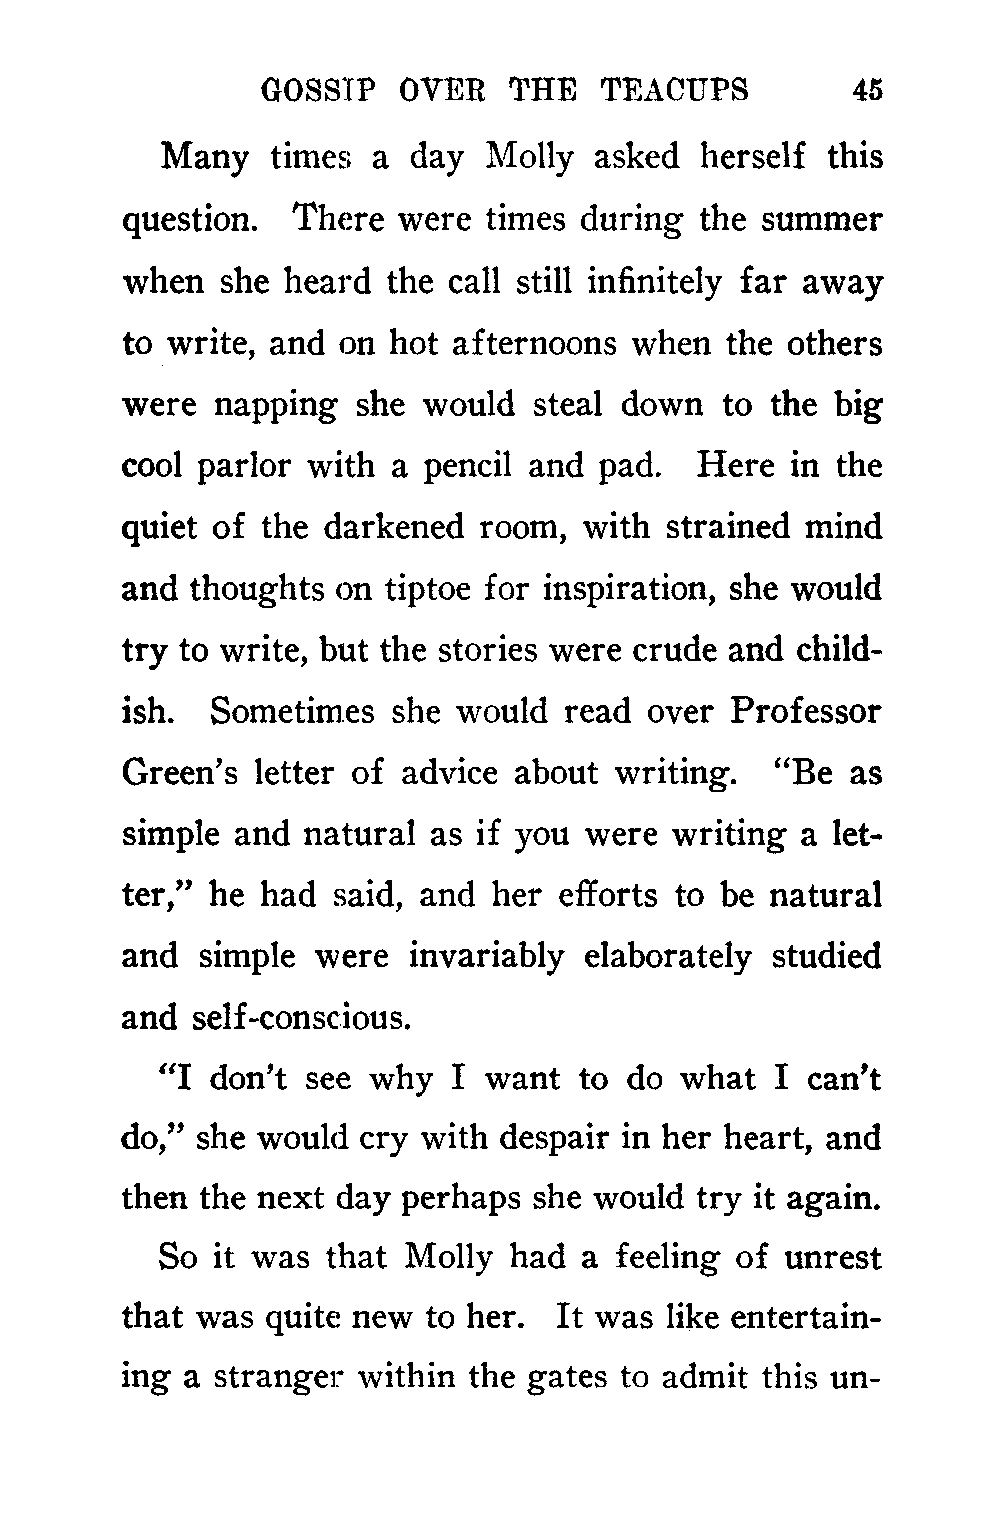 GOSSIP OVER THE TEACUPS 45
Many times a day Molly asked herself this
question. There were times during the summer
when she heard the call still infinitely far away
to write, and on hot afternoons when the others
were napping she would steal down to the big
cool parlor with a pencil and pad. Here in the
quiet of the darkened room, with strained mind
and thoughts on tiptoe for inspiration, she would
try to write, but the stories were crude and child-
ish. Sometimes she would read over Professor
Green's letter of advice about writing. "Be as
simple and natural as if you were writing a let-
ter," he had said, and her efforts to be natural
and simple were invariably elaborately studied
and self-conscious.
"I don't see why I want to do what I can't
do," she would cry with despair in her heart, and
then the next day perhaps she would try it again.
So it was that Molly had a feeling of unrest
that was quite new to her. It was like entertain-
ing a stranger within the gates to admit this un-